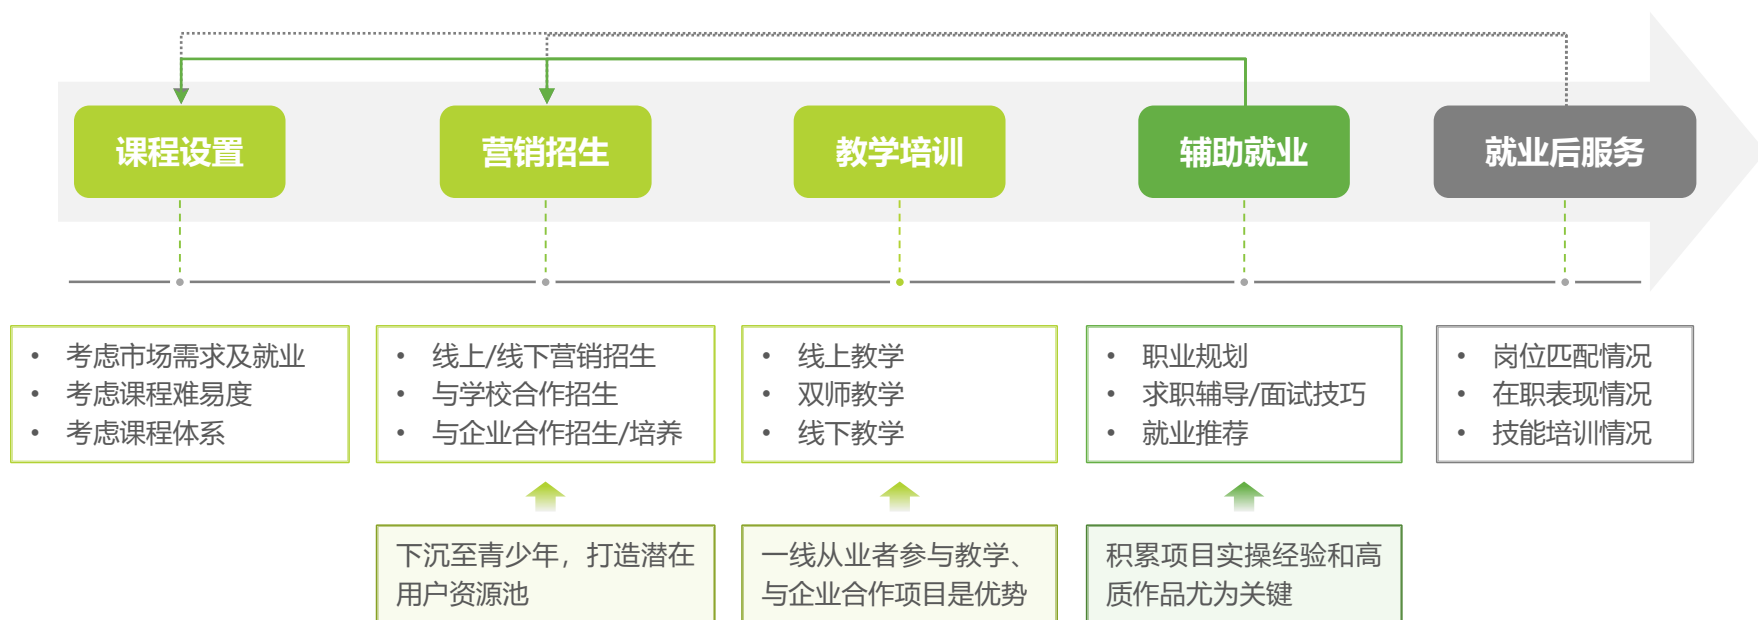 课程设置
营销招生
教学培训
辅助就业
就业后服务
• 考虑市场需求及就业
• 考虑课程难易度
• 考虑课程体系
• 线上/线下营销招生
• 与学校合作招生
• 与企业合作招生/培养
• 线上教学
• 双师教学
• 线下教学
• 职业规划
• 求职辅导/面试技巧
• 就业推荐
• 岗位匹配情况
• 在职表现情况
• 技能培训情况
下沉至青少年，打造潜在
用户资源池
一线从业者参与教学、
与企业合作项目是优势
积累项目实操经验和高
质作品尤为关键